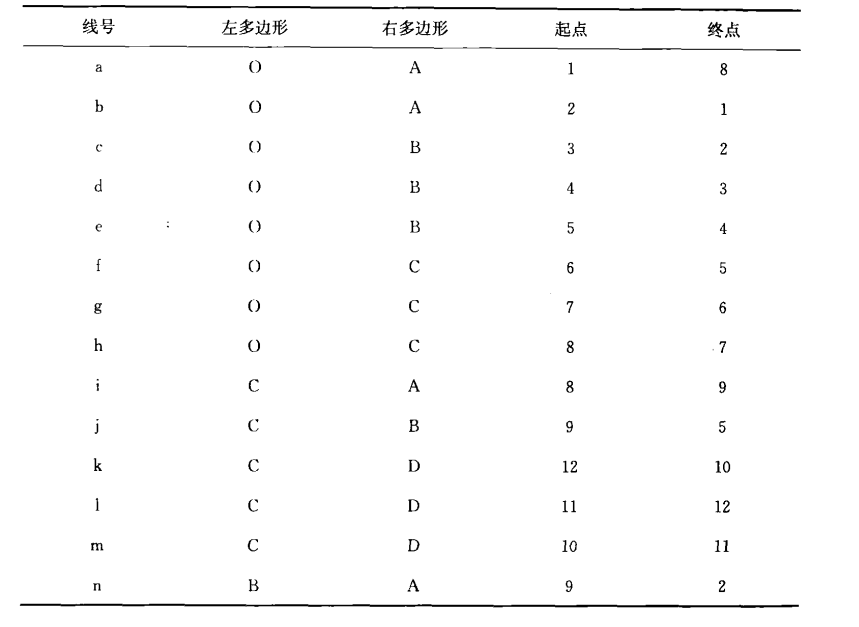 线号 左多边形 右多边形 起点 终点
a O A 1 8
b O A 2 1
c O B 3 2
d O B 4 3
e O B 5 4
f O C 6 5
g O C 7 6
h O C 8 7
i C A 8 9
j C B 9 5
k C D 12 10
l C D 11 12
m C D 10 11
n B A 9 2